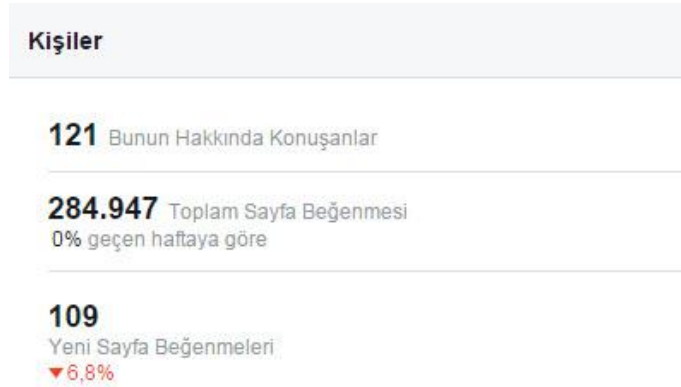 Kişiler
121 Bunun Hakkında Konuşanlar
284.947 Toplam Sayfa Beğenmesi
0% geçen haftaya göre
109
Yeni Sayfa Beğenmeleri
▼6,8%